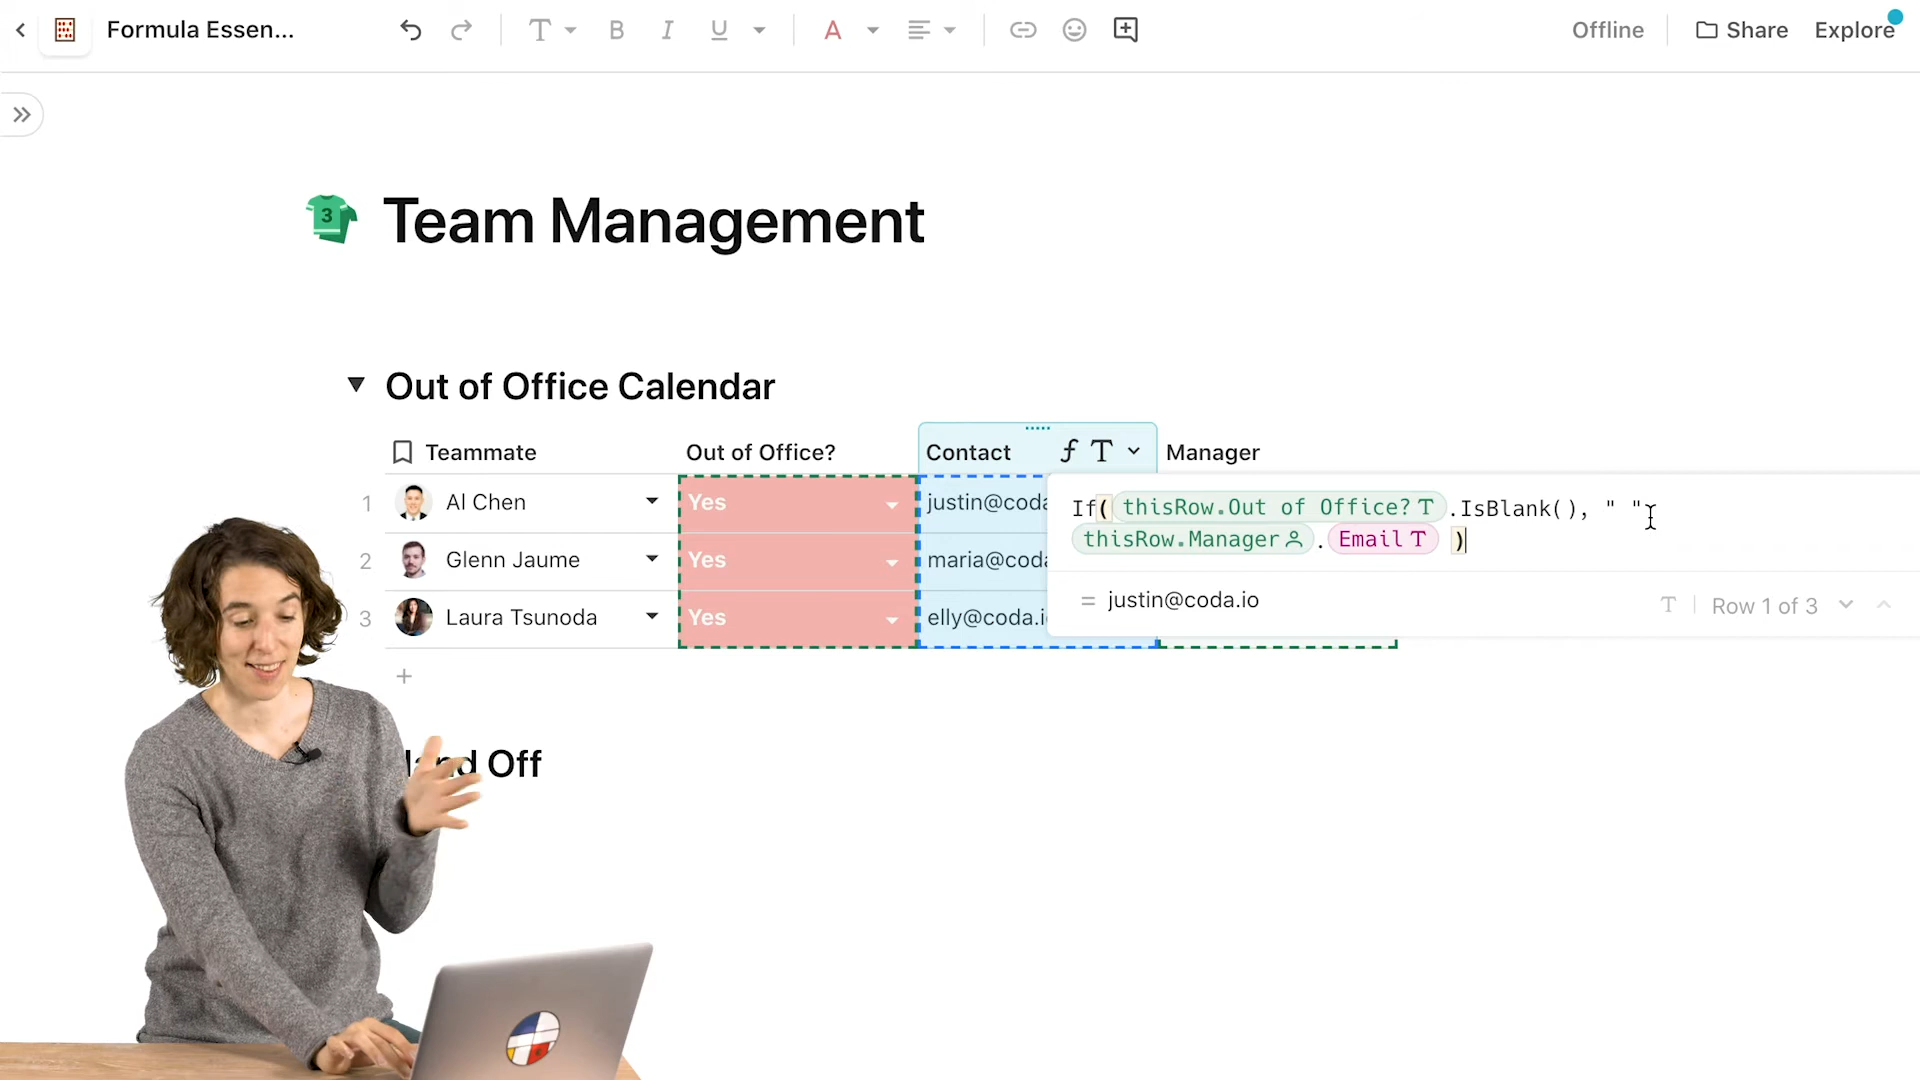 Formula Essen...
T B I U A
Offline
Share
Explore
3
Team Management
Out of Office Calendar
Teammate Out of Office? Contact f T Manager
1 Al Chen Yes justin@coda
2 Glenn Jaume Yes maria@coda
3 Laura Tsunoda Yes elly@coda.i
If( thisRow.Out of Office? T .IsBlank(), " "
thisRow.Manager . Email T )
= justin@coda.io
T Row 1 of 3
+
Off